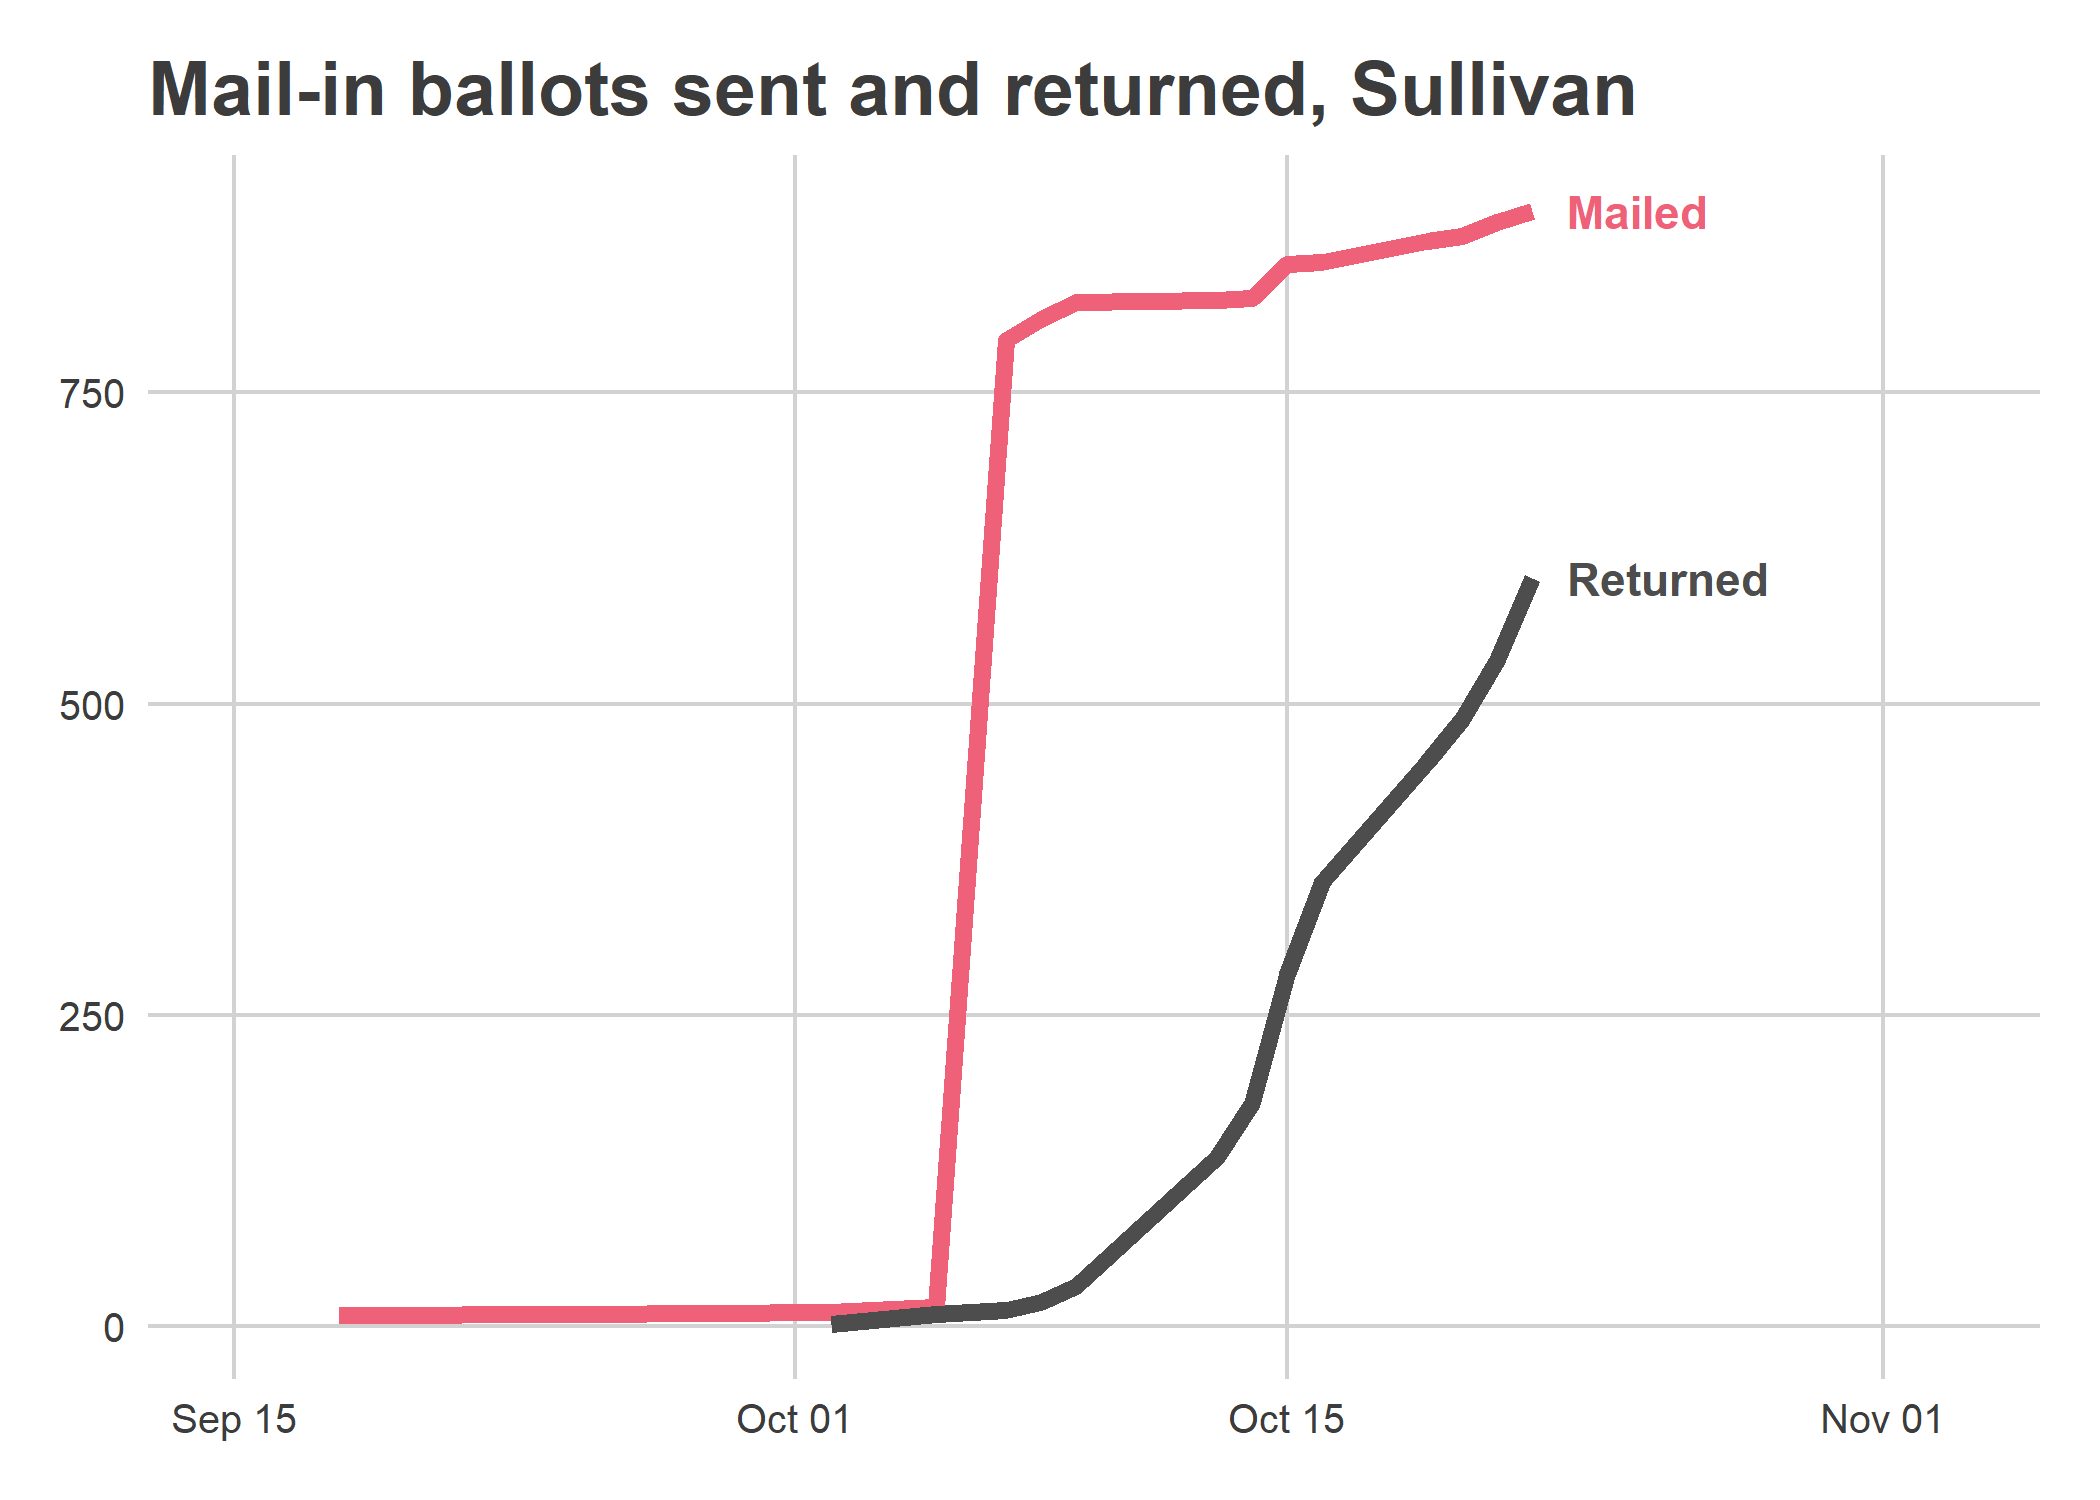 Mail-in ballots sent and returned, Sullivan
Mailed
750
Returned
500
250
0
Sep 15
Oct 01
Oct 15
Nov 01